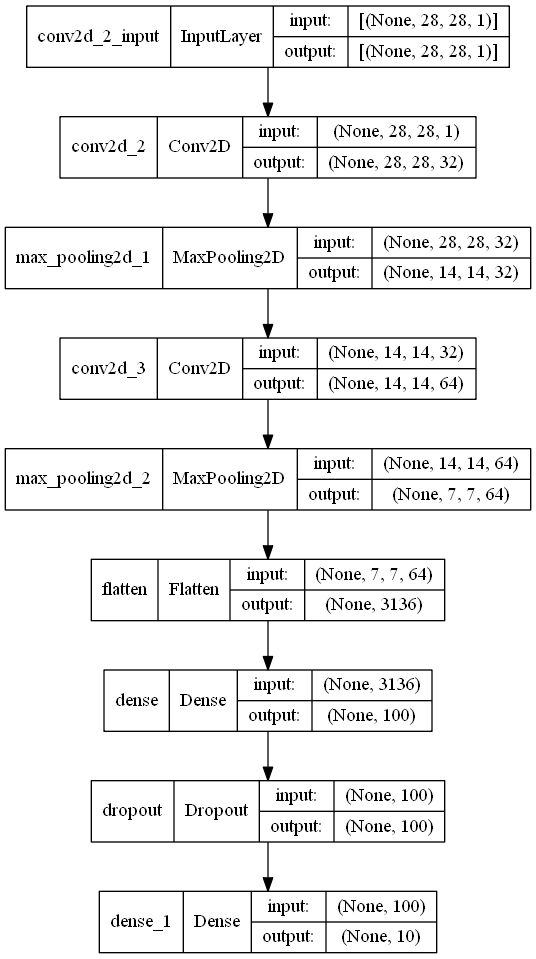 conv2d_2_input InputLayer input: [(None, 28, 28, 1)]
output: [(None, 28, 28, 1)]
conv2d_2 Conv2D input: (None, 28, 28, 1)
output: (None, 28, 28, 32)
max_pooling2d_1 MaxPooling2D input: (None, 28, 28, 32)
output: (None, 14, 14, 32)
conv2d_3 Conv2D input: (None, 14, 14, 32)
output: (None, 14, 14, 64)
max_pooling2d_2 MaxPooling2D input: (None, 14, 14, 64)
output: (None, 7, 7, 64)
flatten Flatten input: (None, 7, 7, 64)
output: (None, 3136)
dense Dense input: (None, 3136)
output: (None, 100)
dropout Dropout input: (None, 100)
output: (None, 100)
dense_1 Dense input: (None, 100)
output: (None, 10)